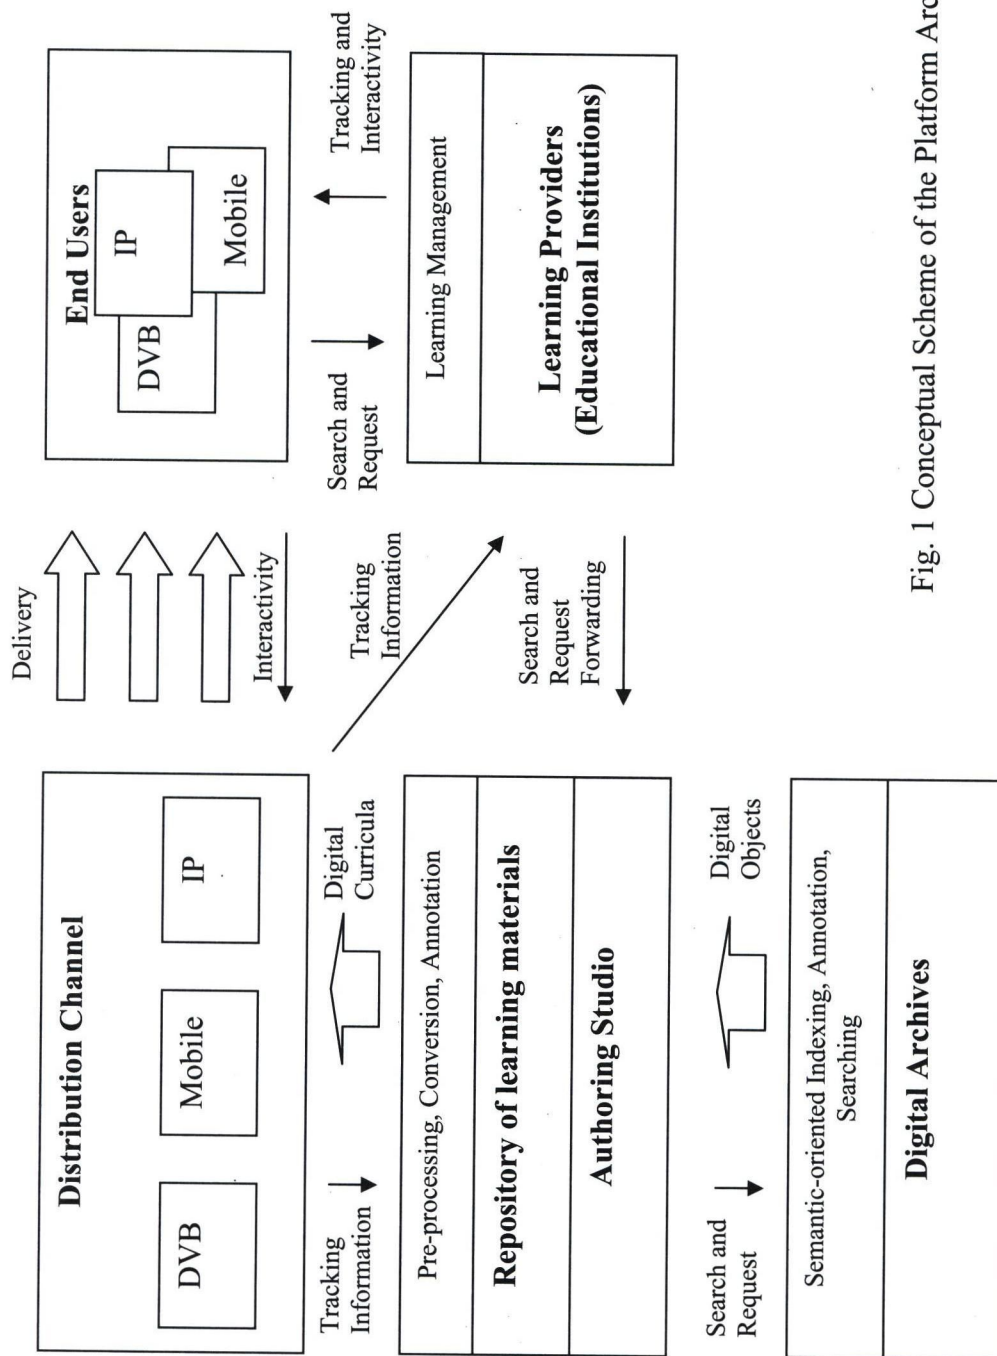 Distribution Channel
DVB
Mobile
IP
Delivery
Interactivity
End Users
DVB
IP
Mobile
Tracking
Information
Digital
Curricula
Tracking
Information
Search and
Request
Tracking and
Interactivity
Pre-processing, Conversion, Annotation
Repository of learning materials
Authoring Studio
Search and
Request
Forwarding
Learning Management
Learning Providers
(Educational Institutions)
Search and
Request
Digital
Objects
Semantic-oriented Indexing, Annotation,
Searching
Digital Archives
Fig. 1 Conceptual Scheme of the Platform Arc